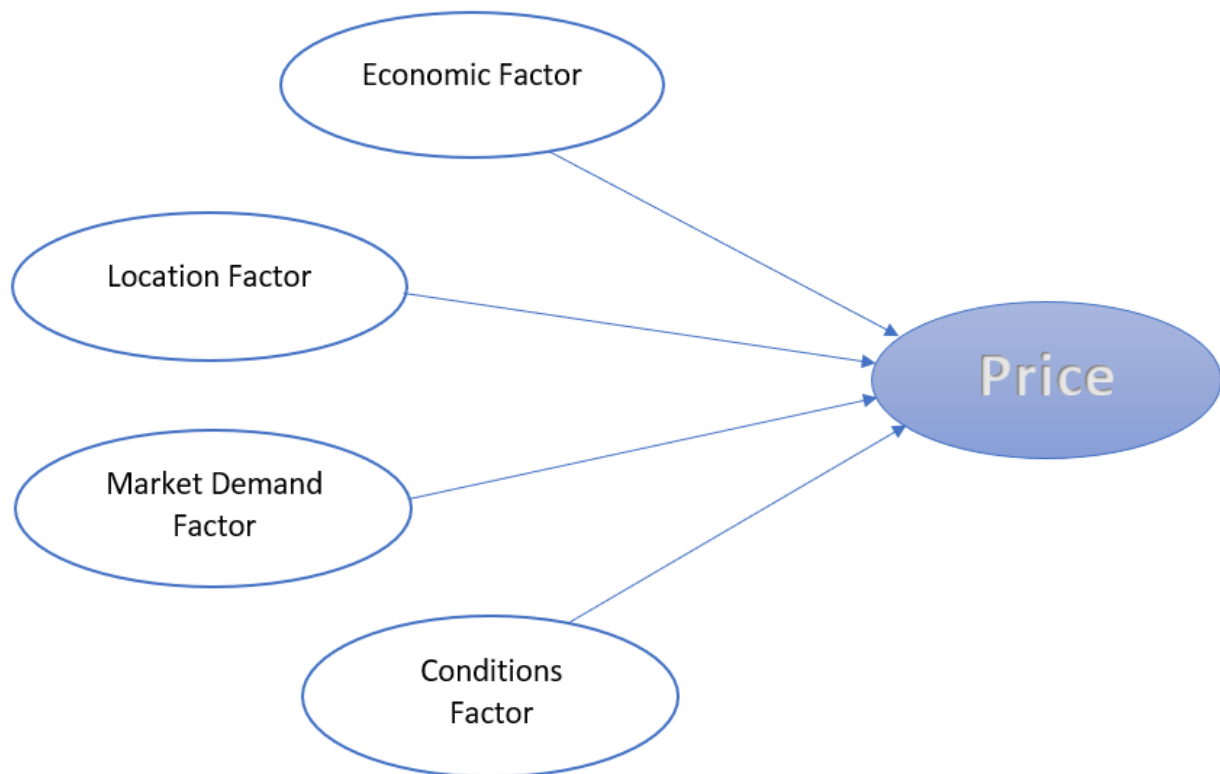 Economic Factor
Location Factor
Price
Market Demand
Factor
Conditions
Factor